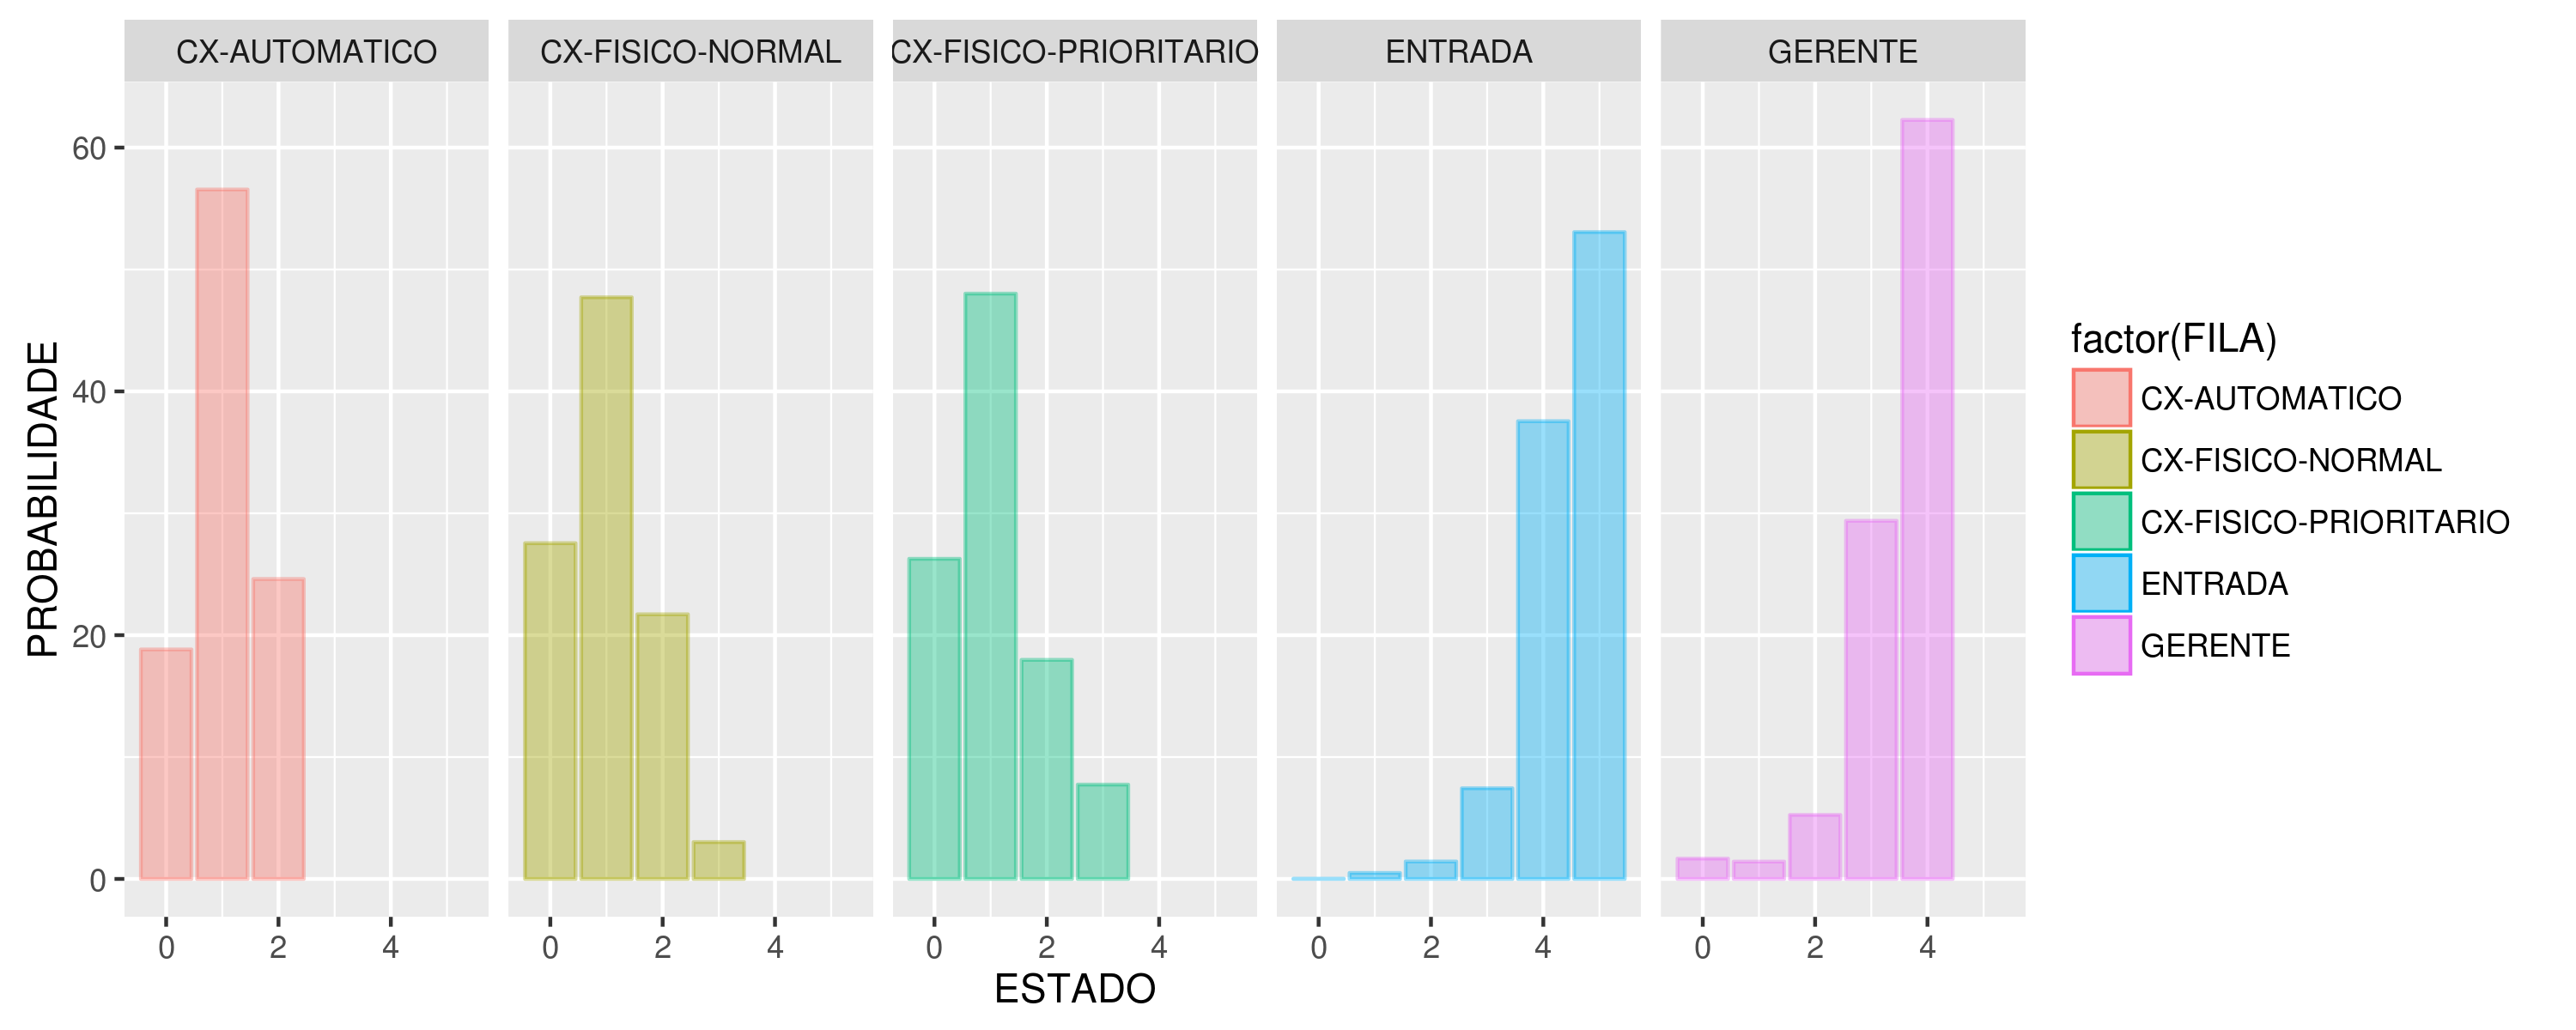 CX-AUTOMATICO CX-FISICO-NORMAL CX-FISICO-PRIORITARIO ENTRADA GERENTE
60
40
20
0
PROBABILIDADE
0 2 4 0 2 4 0 2 4 0 2 4 0 2 4
ESTADO
factor(FILA)
CX-AUTOMATICO
CX-FISICO-NORMAL
CX-FISICO-PRIORITARIO
ENTRADA
GERENTE